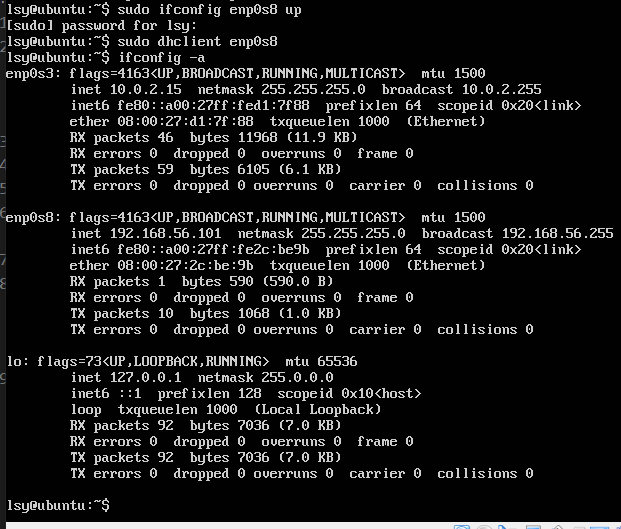 lsy@ubuntu:~$ sudo ifconfig enp0s8 up
[sudo] password for lsy:
lsy@ubuntu:~$ sudo dhclient enp0s8
lsy@ubuntu:~$ ifconfig -a
enp0s3: flags=4163<UP,BROADCAST,RUNNING,MULTICAST>  mtu 1500
        inet 10.0.2.15  netmask 255.255.255.0  broadcast 10.0.2.255
        inet6 fe80::a00:27ff:fed1:7f88  prefixlen 64  scopeid 0x20<link>
        ether 08:00:27:d1:7f:88  txqueuelen 1000  (Ethernet)
        RX packets 46  bytes 11968 (11.9 KB)
        RX errors 0  dropped 0  overruns 0  frame 0
        TX packets 59  bytes 6105 (6.1 KB)
        TX errors 0  dropped 0 overruns 0  carrier 0  collisions 0

enp0s8: flags=4163<UP,BROADCAST,RUNNING,MULTICAST>  mtu 1500
        inet 192.168.56.101  netmask 255.255.255.0  broadcast 192.168.56.255
        inet6 fe80::a00:27ff:fe2c:be9b  prefixlen 64  scopeid 0x20<link>
        ether 08:00:27:2c:be:9b  txqueuelen 1000  (Ethernet)
        RX packets 1  bytes 590 (590.0 B)
        RX errors 0  dropped 0  overruns 0  frame 0
        TX packets 10  bytes 1068 (1.0 KB)
        TX errors 0  dropped 0 overruns 0  carrier 0  collisions 0

lo: flags=73<UP,LOOPBACK,RUNNING>  mtu 65536
        inet 127.0.0.1  netmask 255.0.0.0
        inet6 ::1  prefixlen 128  scopeid 0x10<host>
        loop  txqueuelen 1000  (Local Loopback)
        RX packets 92  bytes 7036 (7.0 KB)
        RX errors 0  dropped 0  overruns 0  frame 0
        TX packets 92  bytes 7036 (7.0 KB)
        TX errors 0  dropped 0 overruns 0  carrier 0  collisions 0

lsy@ubuntu:~$